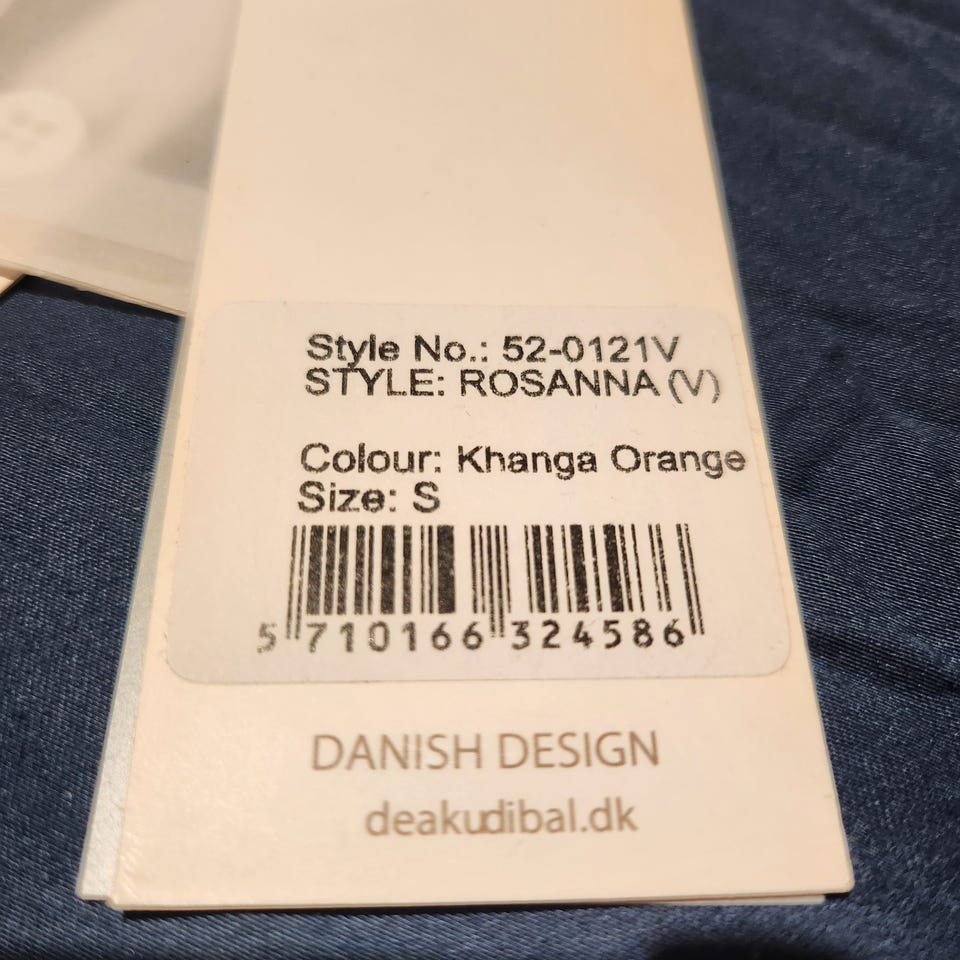 Style No.: 52-0121V
STYLE: ROSANNA (V)
Colour: Khanga Orange
Size: S
5 710166 324586
DANISH DESIGN
deakudibal.dk